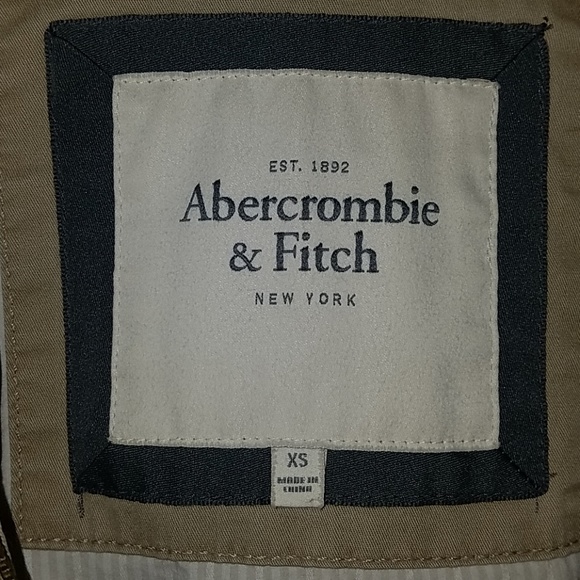 EST. 1892
Abercrombie
& Fitch
NEW YORK
XS
MADE IN
CHINA